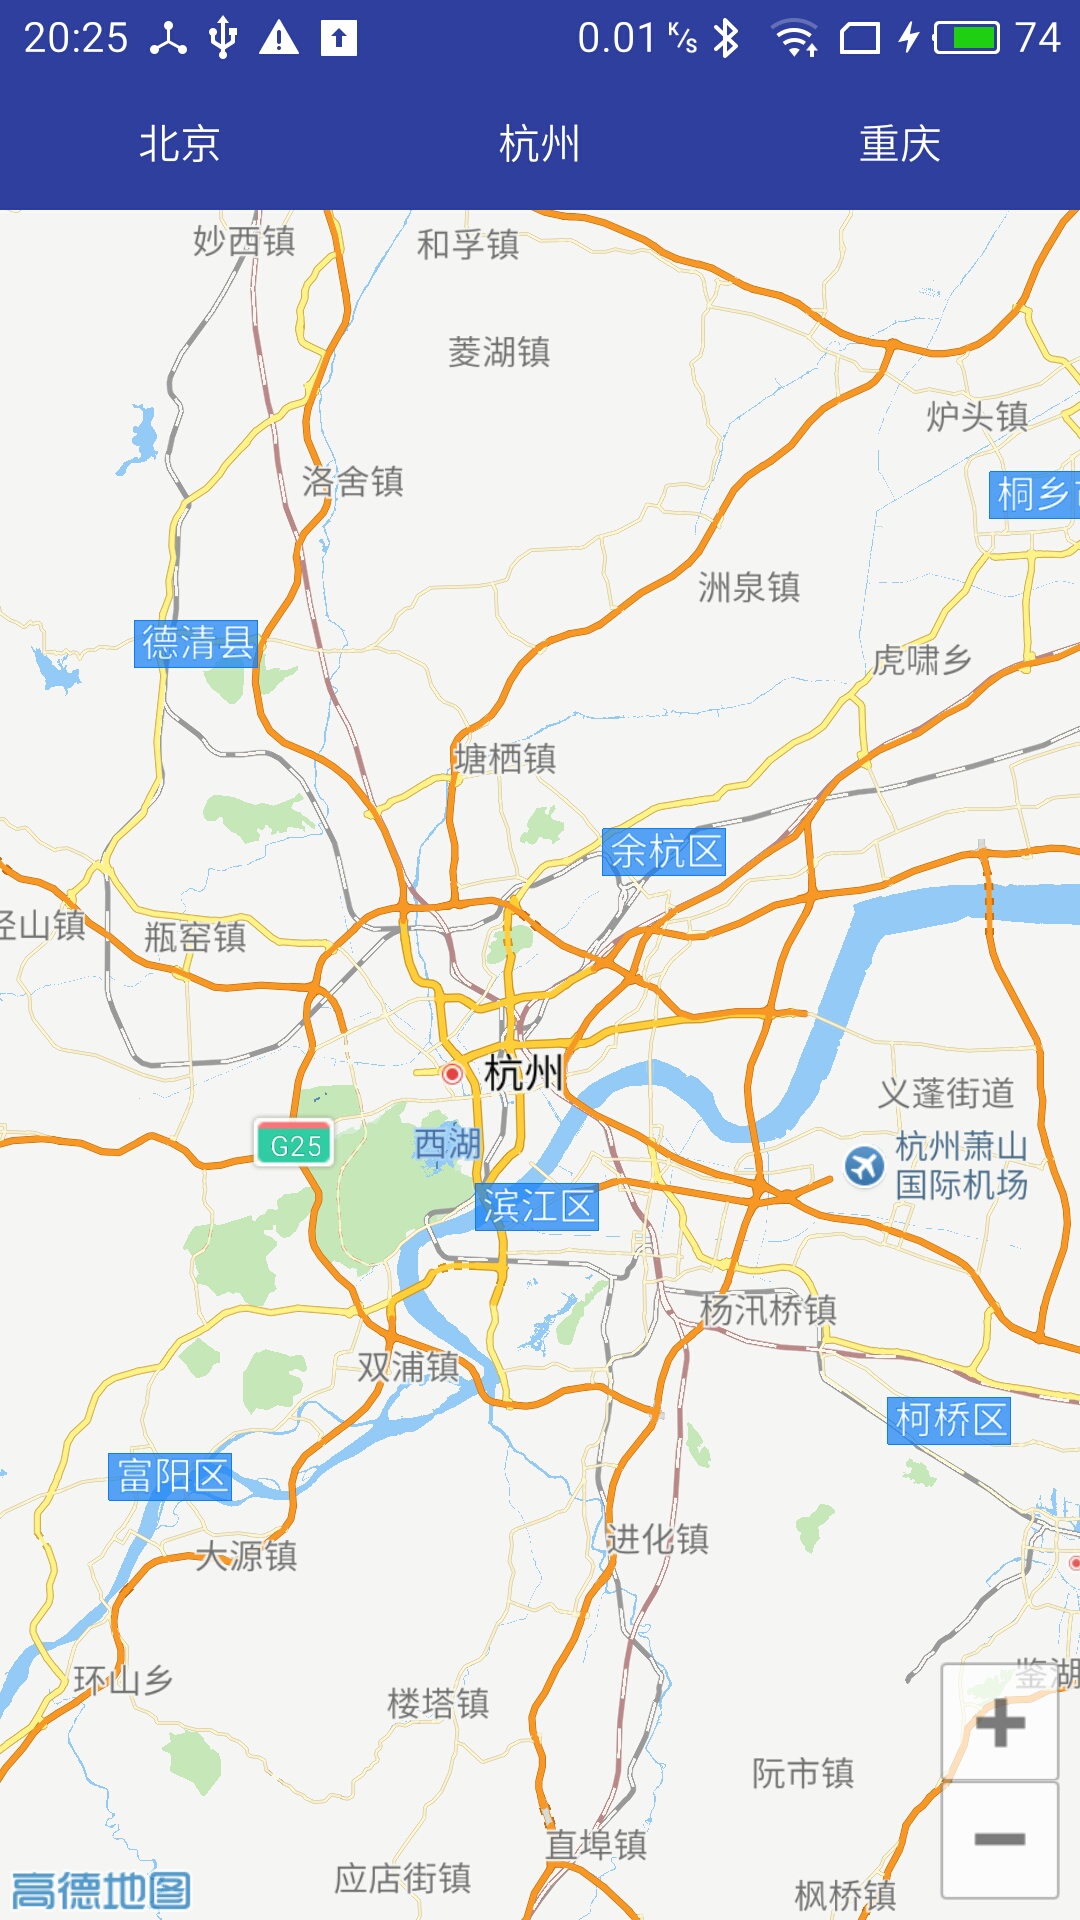 20:25 0.01 K/s 74
北京 杭州 重庆
妙西镇 和孚镇
菱湖镇
炉头镇
洛舍镇
桐乡
洲泉镇
德清县
虎啸乡
塘栖镇
余杭区
径山镇 瓶窑镇
杭州
义蓬街道
G25 西湖 杭州萧山
国际机场
滨江区
杨汛桥镇
双浦镇
柯桥区
富阳区
进化镇
大源镇
环山乡 鉴湖
楼塔镇
阮市镇
直埠镇
应店街镇
枫桥镇
高德地图